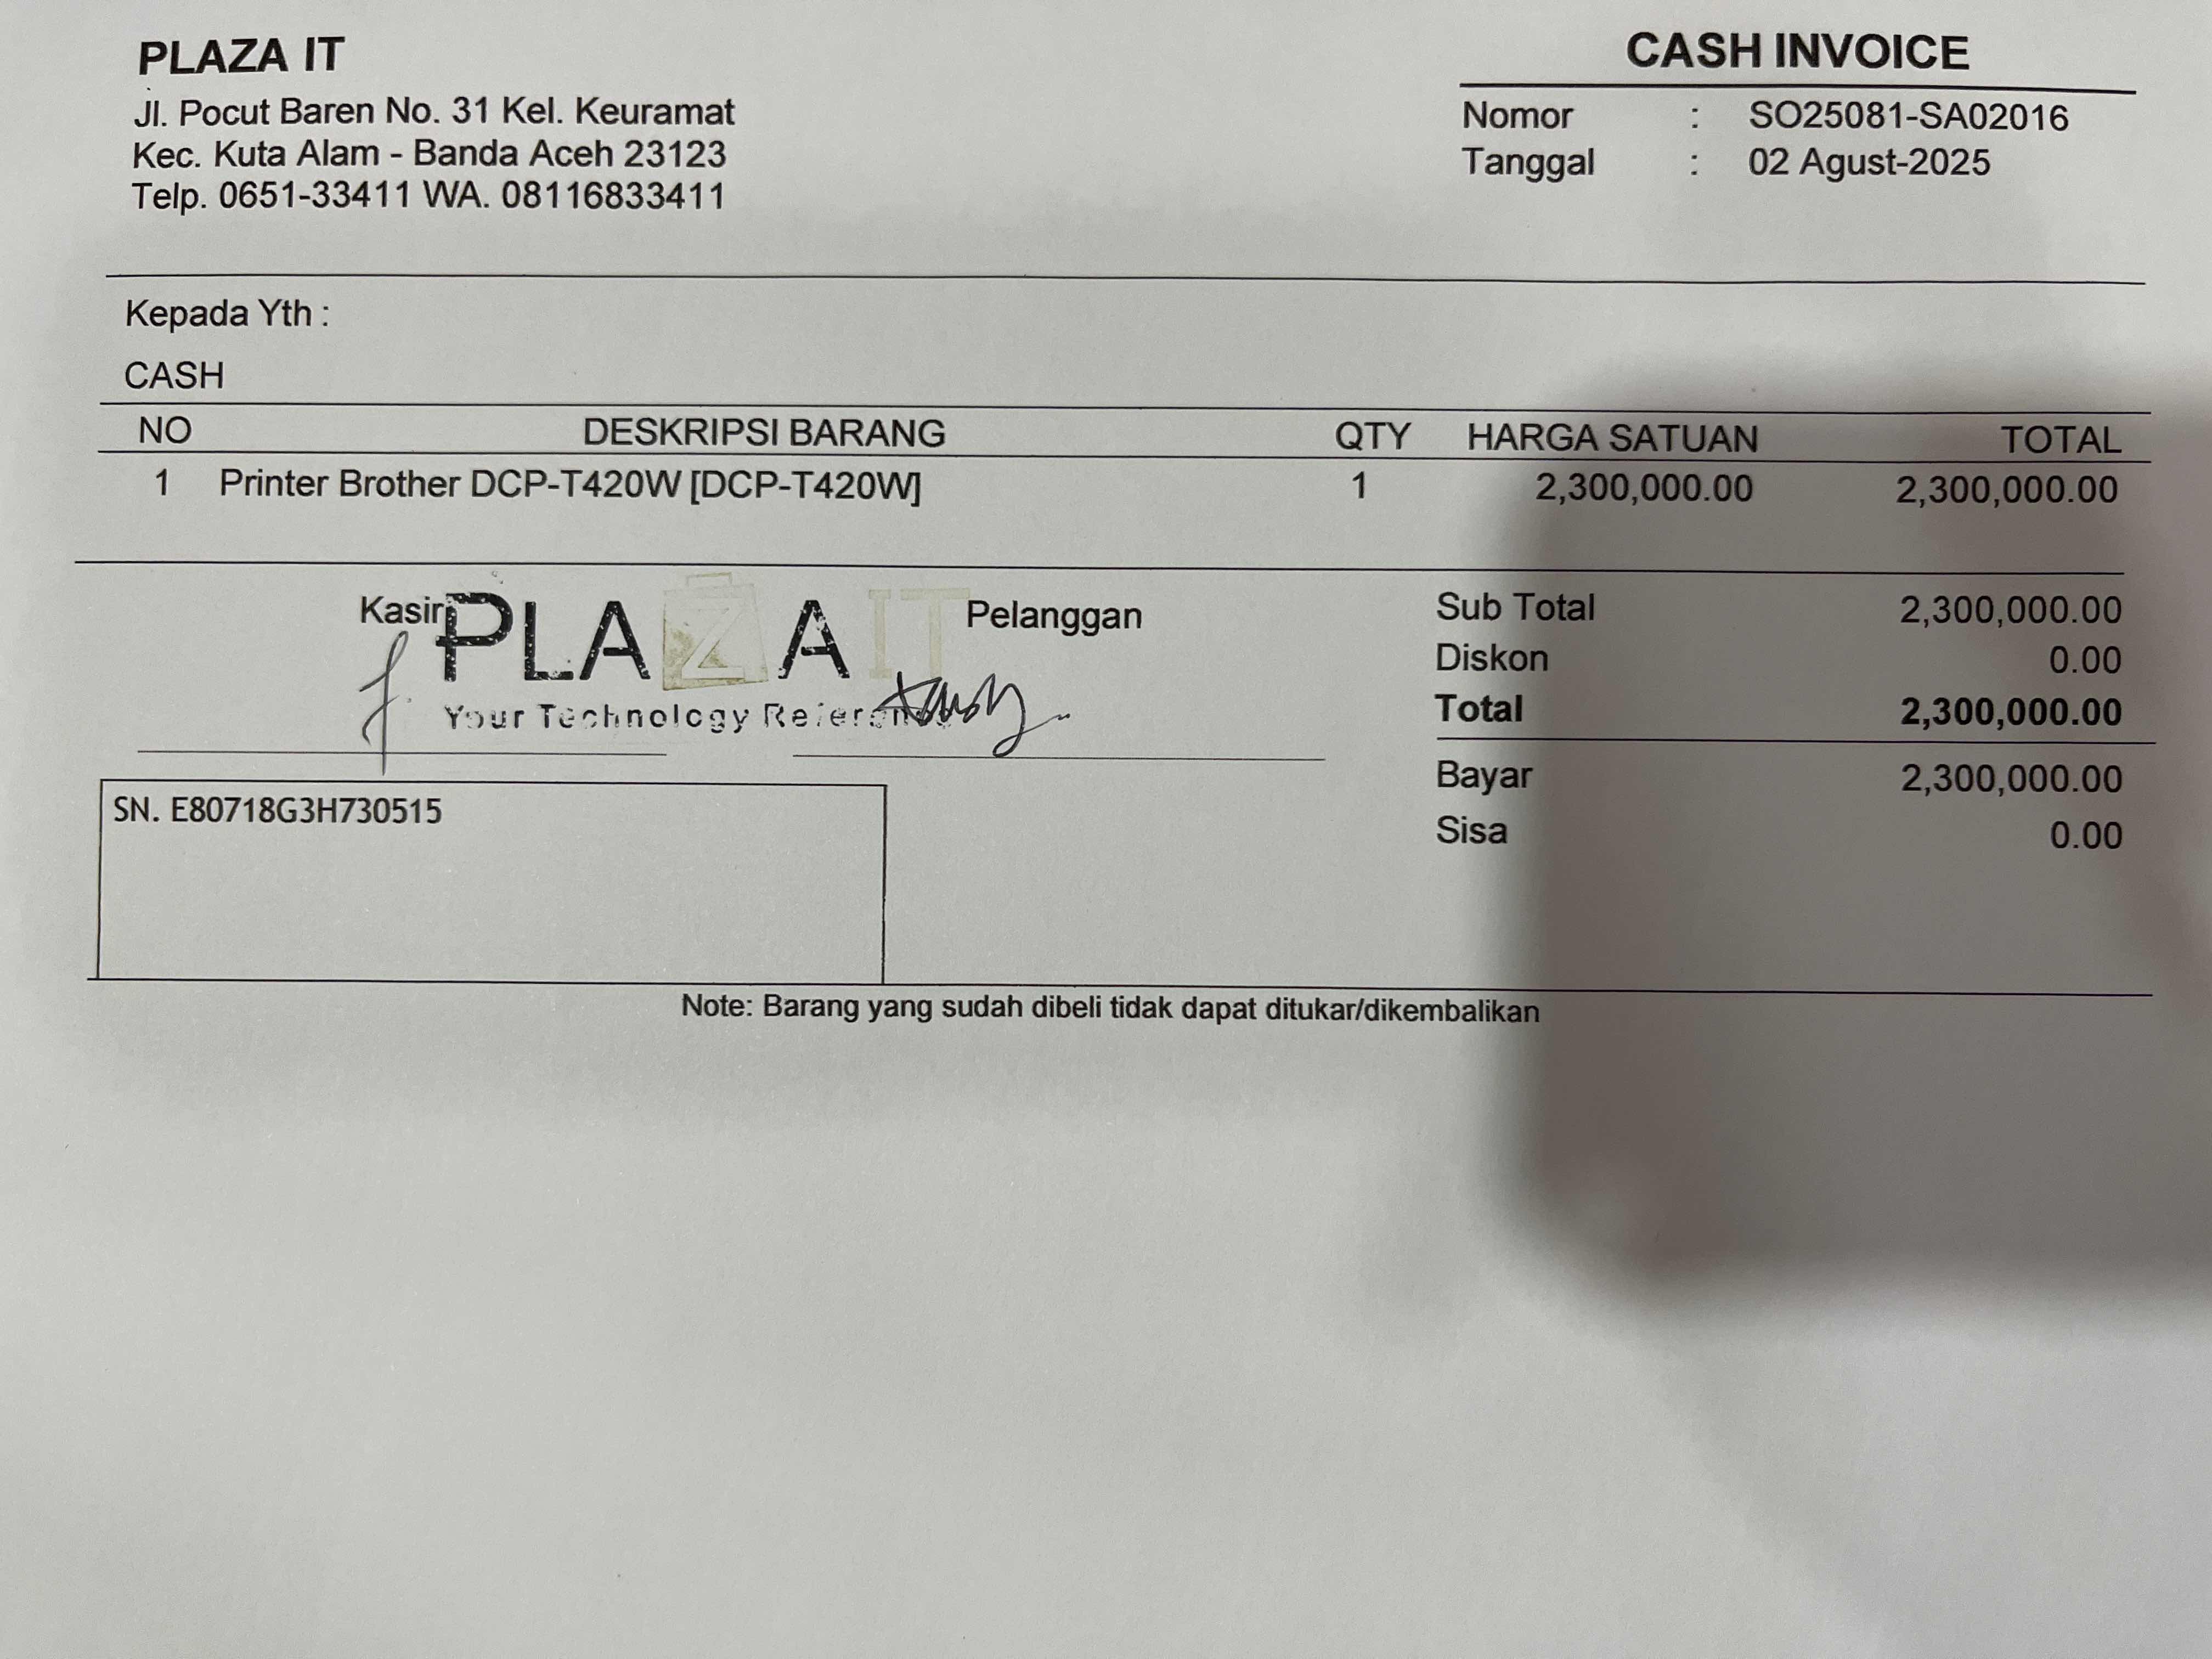 PLAZA IT
Jl. Pocut Baren No. 31 Kel. Keuramat
Kec. Kuta Alam - Banda Aceh 23123
Telp. 0651-33411 WA. 08116833411
CASH INVOICE
Nomor : SO25081-SA02016
Tanggal : 02 Agust-2025
Kepada Yth :
CASH
NO DESKRIPSI BARANG QTY HARGA SATUAN TOTAL
1 Printer Brother DCP-T420W [DCP-T420W] 1 2,300,000.00 2,300,000.00
Kasir
PLAZA IT
Your Technology
Pelanggan
Sub Total 2,300,000.00
Diskon 0.00
Total 2,300,000.00
Bayar 2,300,000.00
Sisa 0.00
SN. E80718G3H730515
Note: Barang yang sudah dibeli tidak dapat ditukar/dikembalikan